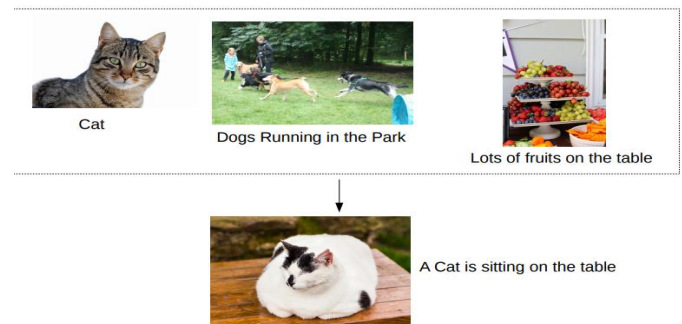 Cat
Dogs Running in the Park
Lots of fruits on the table
A Cat is sitting on the table